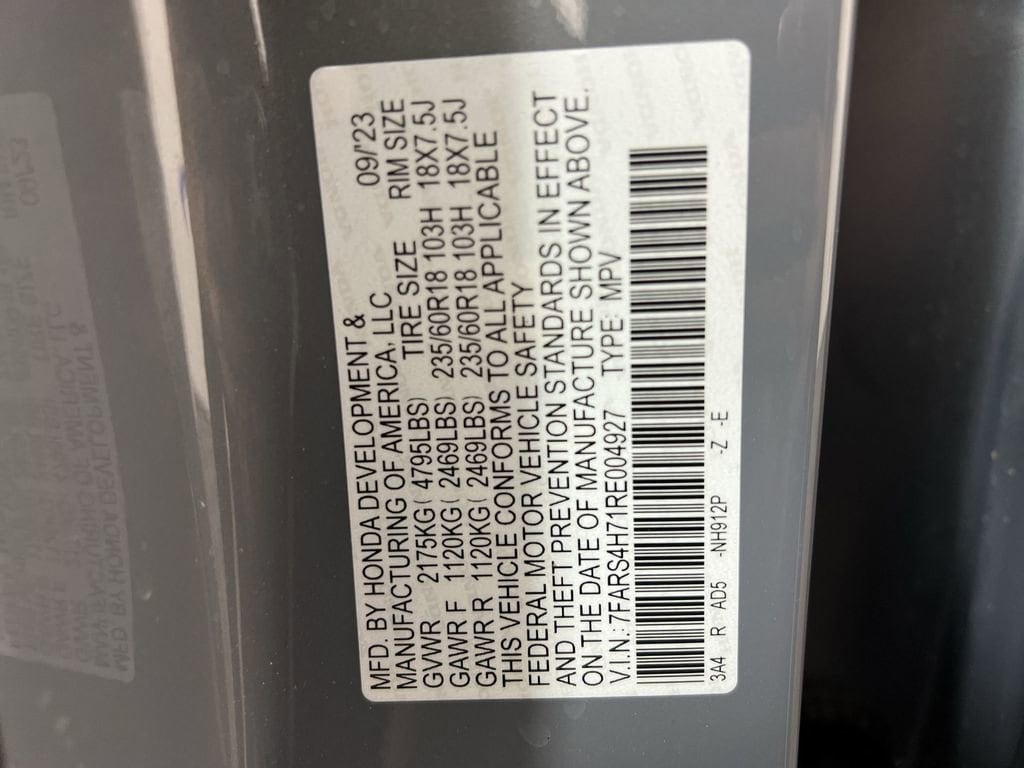 MFD. BY HONDA DEVELOPMENT & 09/'23
MANUFACTURING OF AMERICA, LLC
TIRE SIZE RIM SIZE
GVWR 2175KG( 4795LBS)
GAWR F 1120KG( 2469LBS) 235/60R18 103H 18X7.5J
GAWR R 1120KG( 2469LBS) 235/60R18 103H 18X7.5J
THIS VEHICLE CONFORMS TO ALL APPLICABLE
FEDERAL MOTOR VEHICLE SAFETY
AND THEFT PREVENTION STANDARDS IN EFFECT
ON THE DATE OF MANUFACTURE SHOWN ABOVE.
V.I.N.: 7FARS4H71RE004927 TYPE: MPV
3A4 R AD5 -NH912P -Z -E